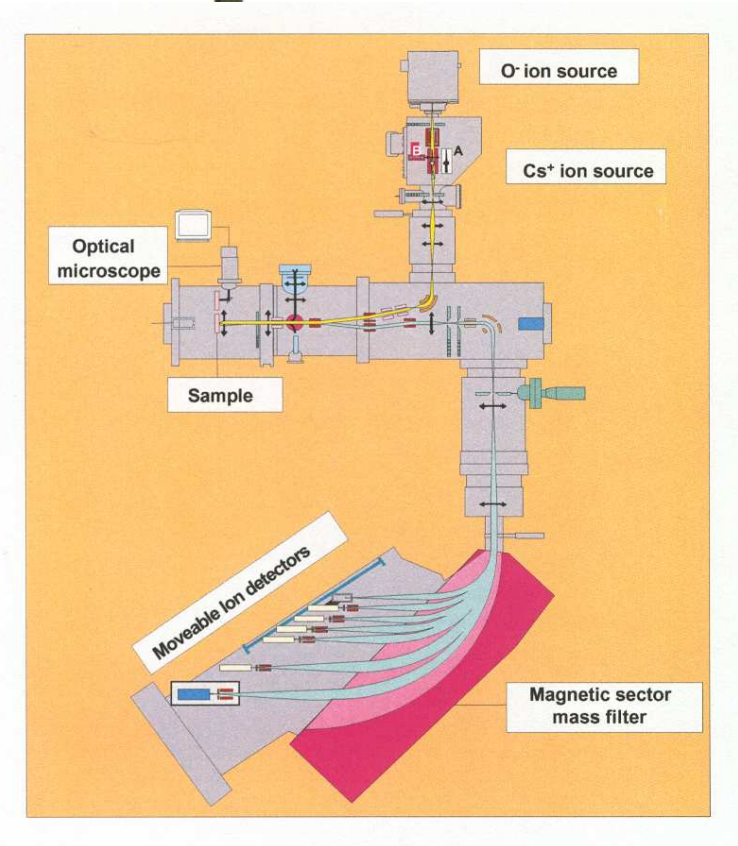 O- ion source
B
A
Cs+ ion source
Optical
microscope
Sample
Moveable Ion detectors
Magnetic sector
mass filter